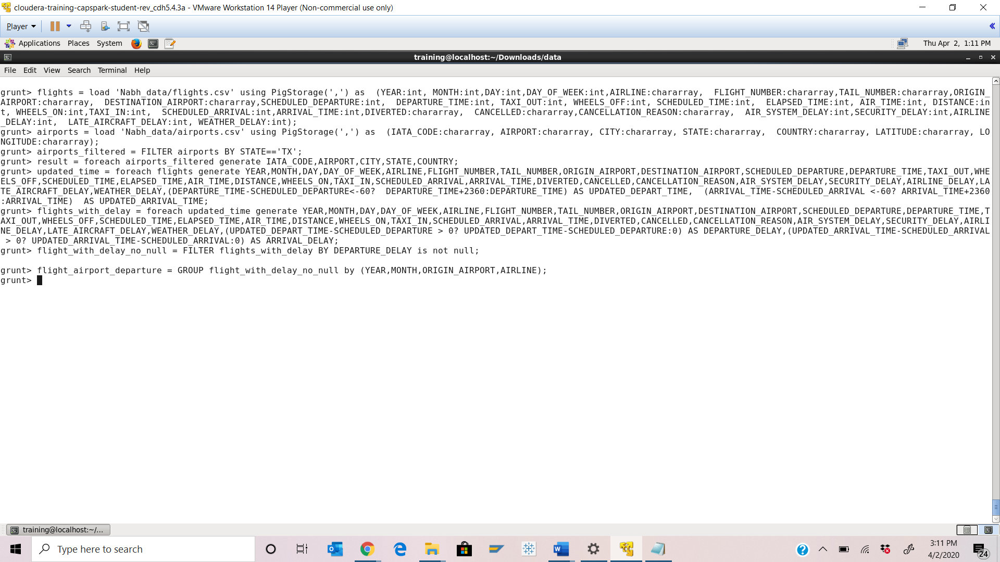 cloudera-training-capspark-student-rev_cdh5.4.3a - VMware Workstation 14 Player (Non-commercial use only)
Player
Applications Places System Thu Apr 2, 1:11 PM
training@localhost:~/Downloads/data
File Edit View Search Terminal Help
grunt> flights = load 'Nabh_data/flights.csv' using PigStorage(',') as  (YEAR:int, MONTH:int,DAY:int,DAY_OF_WEEK:int,AIRLINE:chararray,  FLIGHT_NUMBER:chararray,TAIL_NUMBER:chararray,ORIGIN_
AIRPORT:chararray,  DESTINATION_AIRPORT:chararray,SCHEDULED_DEPARTURE:int,  DEPARTURE_TIME:int, TAXI_OUT:int, WHEELS_OFF:int, SCHEDULED_TIME:int,  ELAPSED_TIME:int, AIR_TIME:int, DISTANCE:in
t, WHEELS_ON:int,TAXI_IN:int,  SCHEDULED_ARRIVAL:int,ARRIVAL_TIME:int,DIVERTED:chararray,  CANCELLED:chararray,CANCELLATION_REASON:chararray,  AIR_SYSTEM_DELAY:int,SECURITY_DELAY:int,AIRLINE
_DELAY:int,  LATE_AIRCRAFT_DELAY:int, WEATHER_DELAY:int);
grunt> airports = load 'Nabh_data/airports.csv' using PigStorage(',') as  (IATA_CODE:chararray, AIRPORT:chararray, CITY:chararray, STATE:chararray,  COUNTRY:chararray, LATITUDE:chararray, LO
NGITUDE:chararray);
grunt> airports_filtered = FILTER airports BY STATE=='TX';
grunt> result = foreach airports_filtered generate IATA_CODE,AIRPORT,CITY,STATE,COUNTRY;
grunt> updated_time = foreach flights generate YEAR,MONTH,DAY,DAY_OF_WEEK,AIRLINE,FLIGHT_NUMBER,TAIL_NUMBER,ORIGIN_AIRPORT,DESTINATION_AIRPORT,SCHEDULED_DEPARTURE,DEPARTURE_TIME,TAXI_OUT,WHE
ELS_OFF,SCHEDULED_TIME,ELAPSED_TIME,AIR_TIME,DISTANCE,WHEELS_ON,TAXI_IN,SCHEDULED_ARRIVAL,ARRIVAL_TIME,DIVERTED,CANCELLED,CANCELLATION_REASON,AIR_SYSTEM_DELAY,SECURITY_DELAY,AIRLINE_DELAY,LA
TE_AIRCRAFT_DELAY,WEATHER_DELAY,(DEPARTURE_TIME-SCHEDULED_DEPARTURE<-60?  DEPARTURE_TIME+2360:DEPARTURE_TIME) AS UPDATED_DEPART_TIME,  (ARRIVAL_TIME-SCHEDULED_ARRIVAL <-60? ARRIVAL_TIME+2360
:ARRIVAL_TIME)  AS UPDATED_ARRIVAL_TIME;
grunt> flights_with_delay = foreach updated_time generate YEAR,MONTH,DAY,DAY_OF_WEEK,AIRLINE,FLIGHT_NUMBER,TAIL_NUMBER,ORIGIN_AIRPORT,DESTINATION_AIRPORT,SCHEDULED_DEPARTURE,DEPARTURE_TIME,T
AXI_OUT,WHEELS_OFF,SCHEDULED_TIME,ELAPSED_TIME,AIR_TIME,DISTANCE,WHEELS_ON,TAXI_IN,SCHEDULED_ARRIVAL,ARRIVAL_TIME,DIVERTED,CANCELLED,CANCELLATION_REASON,AIR_SYSTEM_DELAY,SECURITY_DELAY,AIRLI
NE_DELAY,LATE_AIRCRAFT_DELAY,WEATHER_DELAY,(UPDATED_DEPART_TIME-SCHEDULED_DEPARTURE > 0? UPDATED_DEPART_TIME-SCHEDULED_DEPARTURE:0) AS DEPARTURE_DELAY,(UPDATED_ARRIVAL_TIME-SCHEDULED_ARRIVAL
 > 0? UPDATED_ARRIVAL_TIME-SCHEDULED_ARRIVAL:0) AS ARRIVAL_DELAY;
grunt> flight_with_delay_no_null = FILTER flights_with_delay BY DEPARTURE_DELAY is not null;
grunt> flight_airport_departure = GROUP flight_with_delay_no_null by (YEAR,MONTH,ORIGIN_AIRPORT,AIRLINE);
grunt>
training@localhost:~/...
Type here to search
3:11 PM
4/2/2020
24